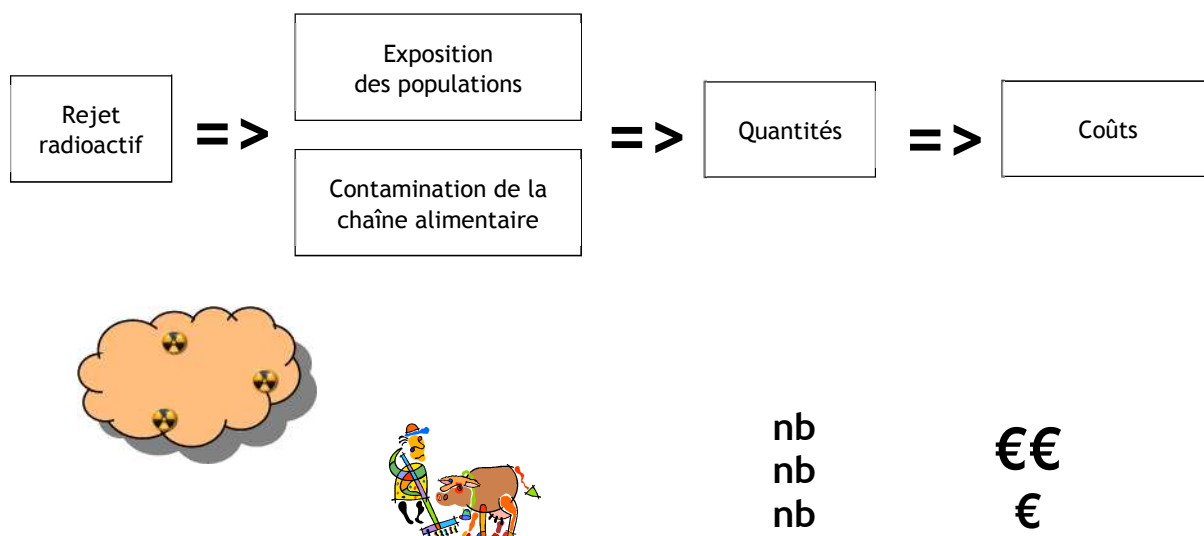 Rejet
radioactif
=>
Exposition
des populations
Contamination de la
chaîne alimentaire
=>
Quantités
=>
Coûts
nb
nb
nb
€€
€